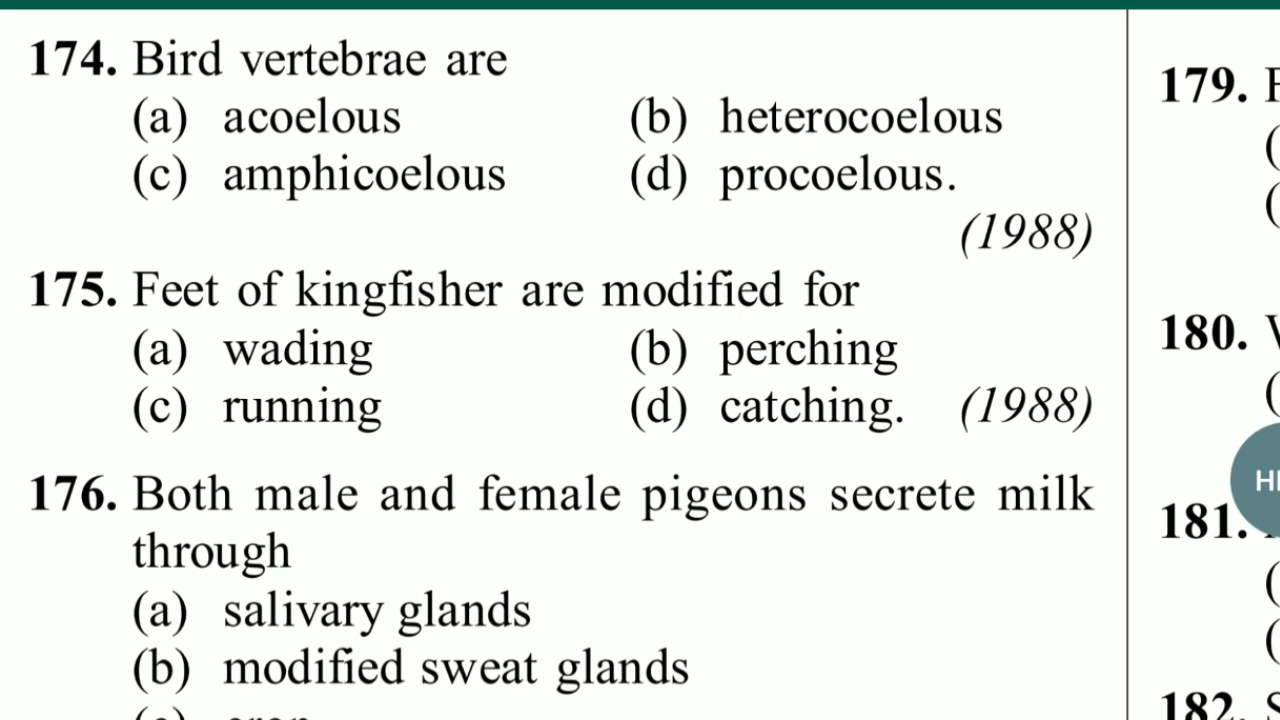 174. Bird vertebrae are
(a) acoelous (b) heterocoelous
(c) amphicoelous (d) procoelous.
(1988)
175. Feet of kingfisher are modified for
(a) wading (b) perching
(c) running (d) catching. (1988)
176. Both male and female pigeons secrete milk
through
(a) salivary glands
(b) modified sweat glands
179.
(
(
180.
(
181.
(
(
182.